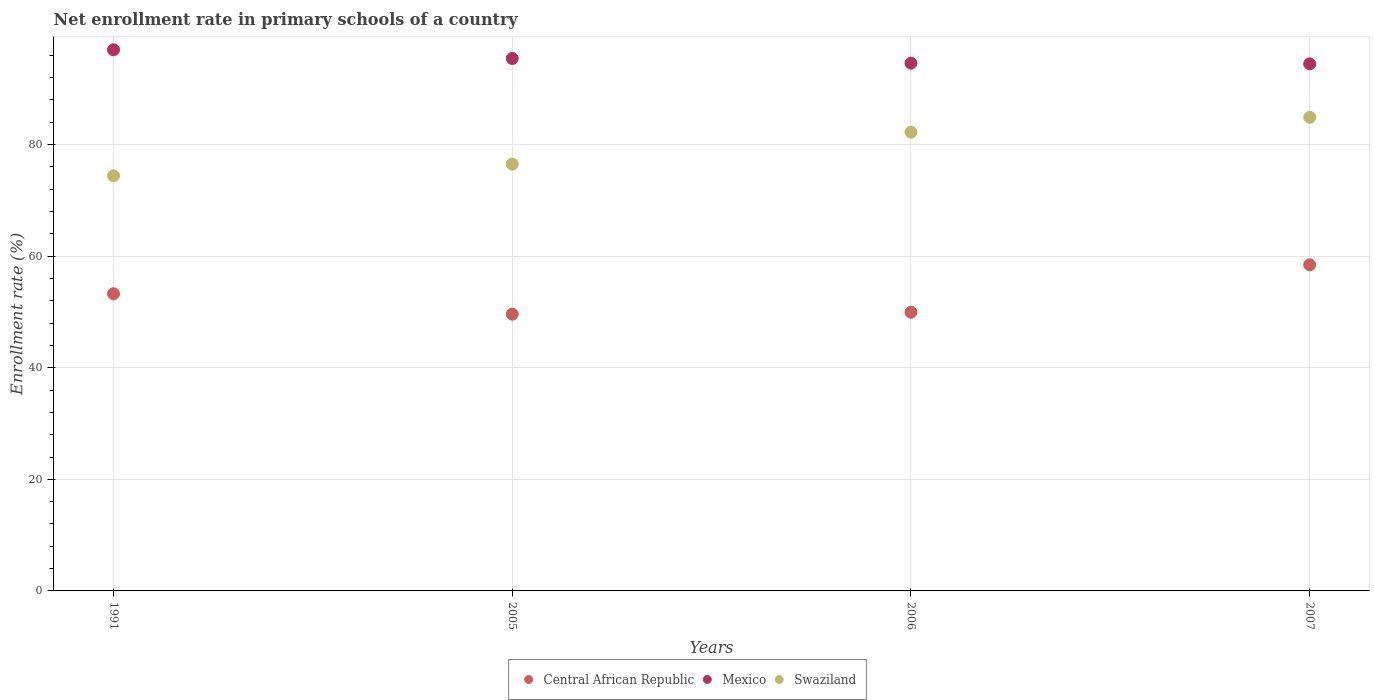 Net enrollment rate in primary schools of a country
Enrollment rate (%)
80
60
40
20
0
1991
2005
2006
2007
Years
Central African Republic
Mexico
Swaziland